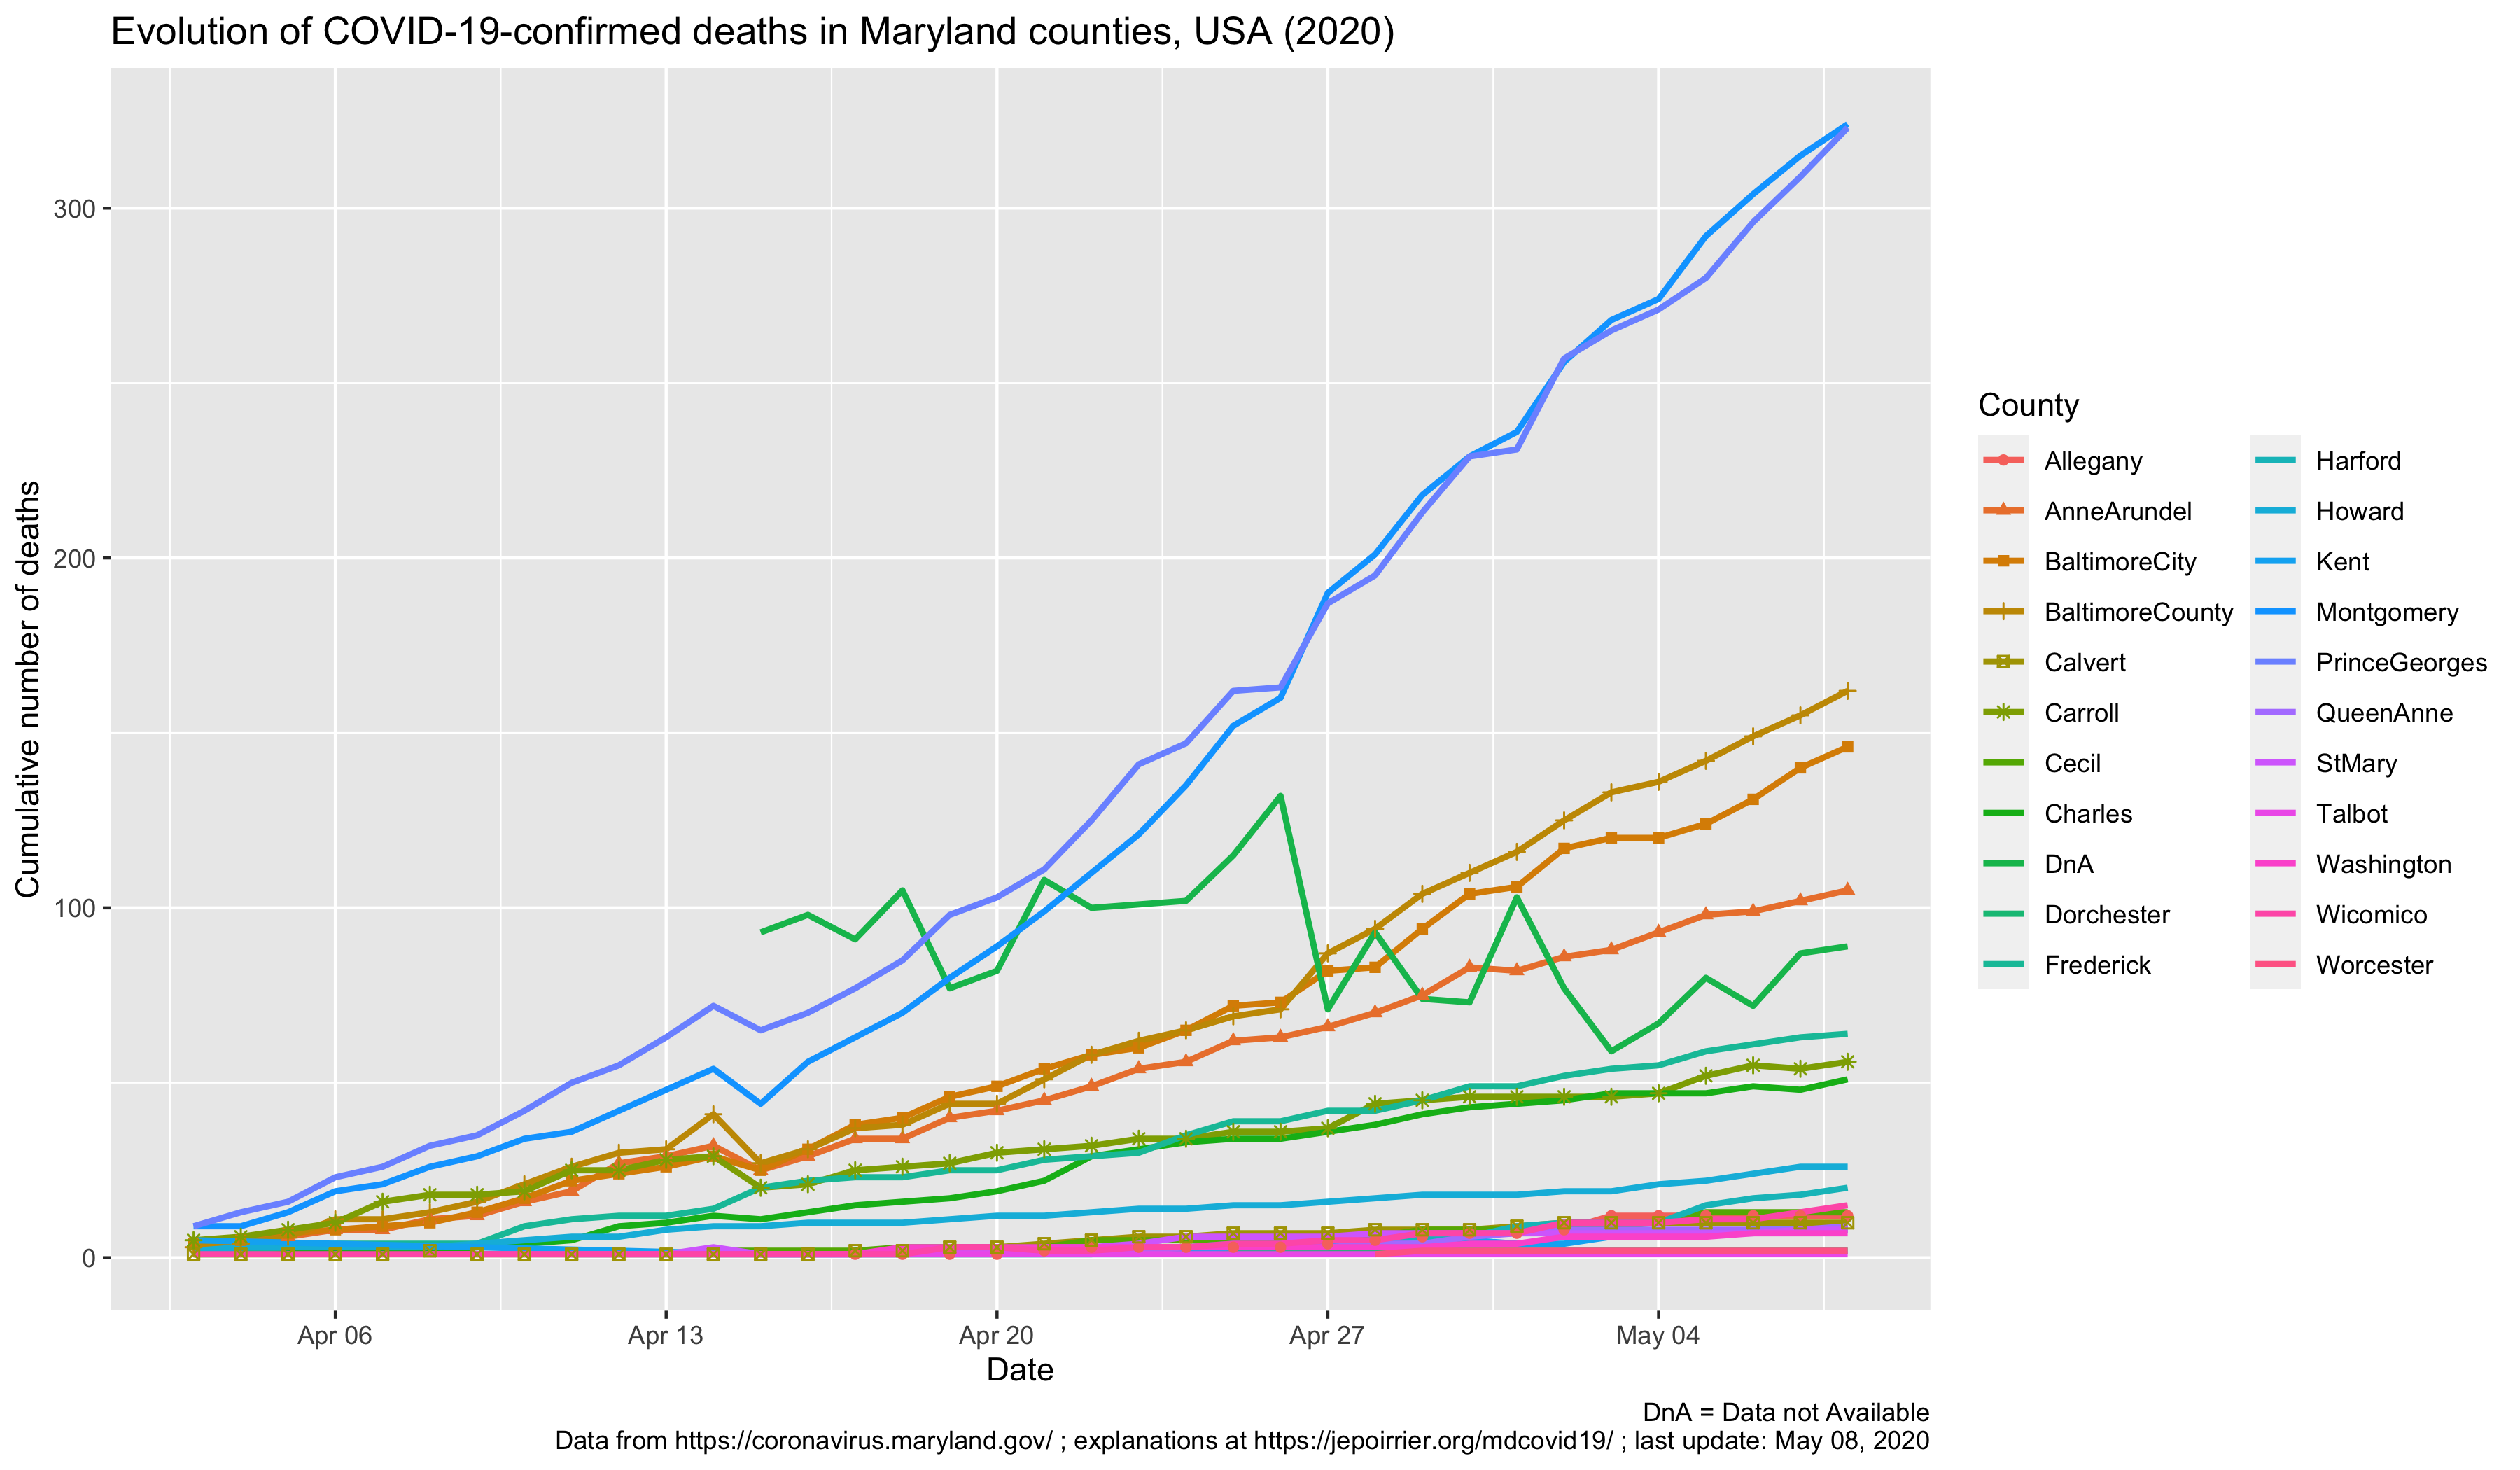 Evolution of COVID-19-confirmed deaths in Maryland counties, USA (2020)
Cumulative number of deaths
300
200
100
0
Apr 06
Apr 13
Apr 20
Apr 27
May 04
Date
County
Allegany
AnneArundel
BaltimoreCity
BaltimoreCounty
Calvert
Carroll
Cecil
Charles
DnA
Dorchester
Frederick
Harford
Howard
Kent
Montgomery
PrinceGeorges
QueenAnne
StMary
Talbot
Washington
Wicomico
Worcester
DnA = Data not Available
Data from https://coronavirus.maryland.gov/ ; explanations at https://jepoirrier.org/mdcovid19/ ; last update: May 08, 2020